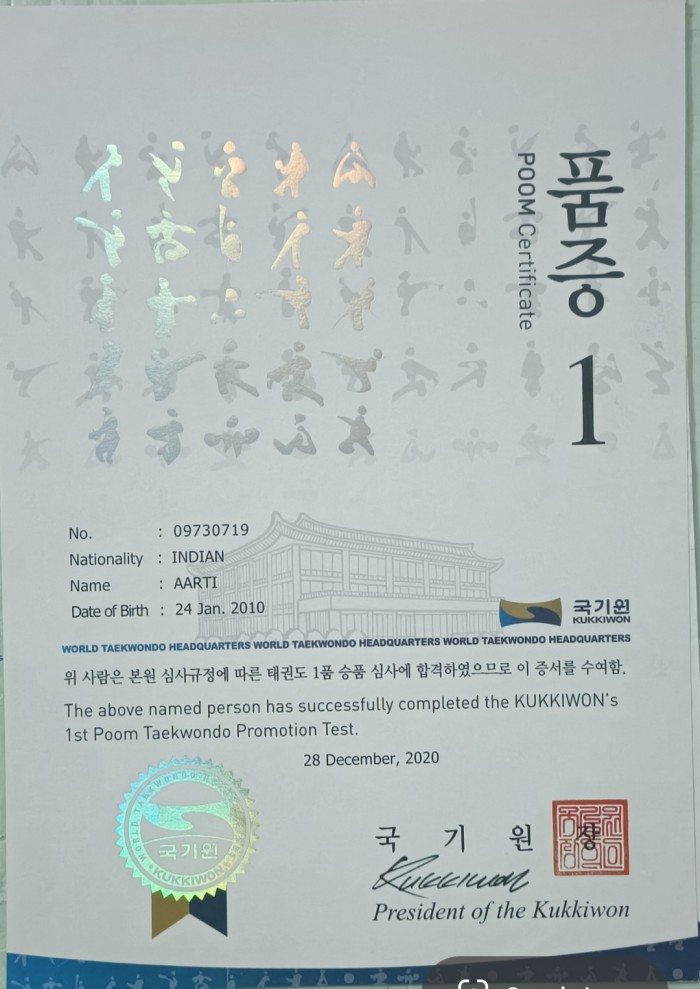 품증 1
POOM Certificate
No. : 09730719
Nationality : INDIAN
Name : AARTI
Date of Birth : 24 Jan. 2010
국기원
KUKKIWON
WORLD TAEKWONDO HEADQUARTERS WORLD TAEKWONDO HEADQUARTERS WORLD TAEKWONDO HEADQUARTERS
위 사람은 본원 심사규정에 따른 태권도 1품 승품 심사에 합격하였으므로 이 증서를 수여함.
The above named person has successfully completed the KUKKIWON's
1st Poom Taekwondo Promotion Test.
28 December, 2020
국기원
KUKKIWON
국 기 원 장
Kukkiwon
President of the Kukkiwon